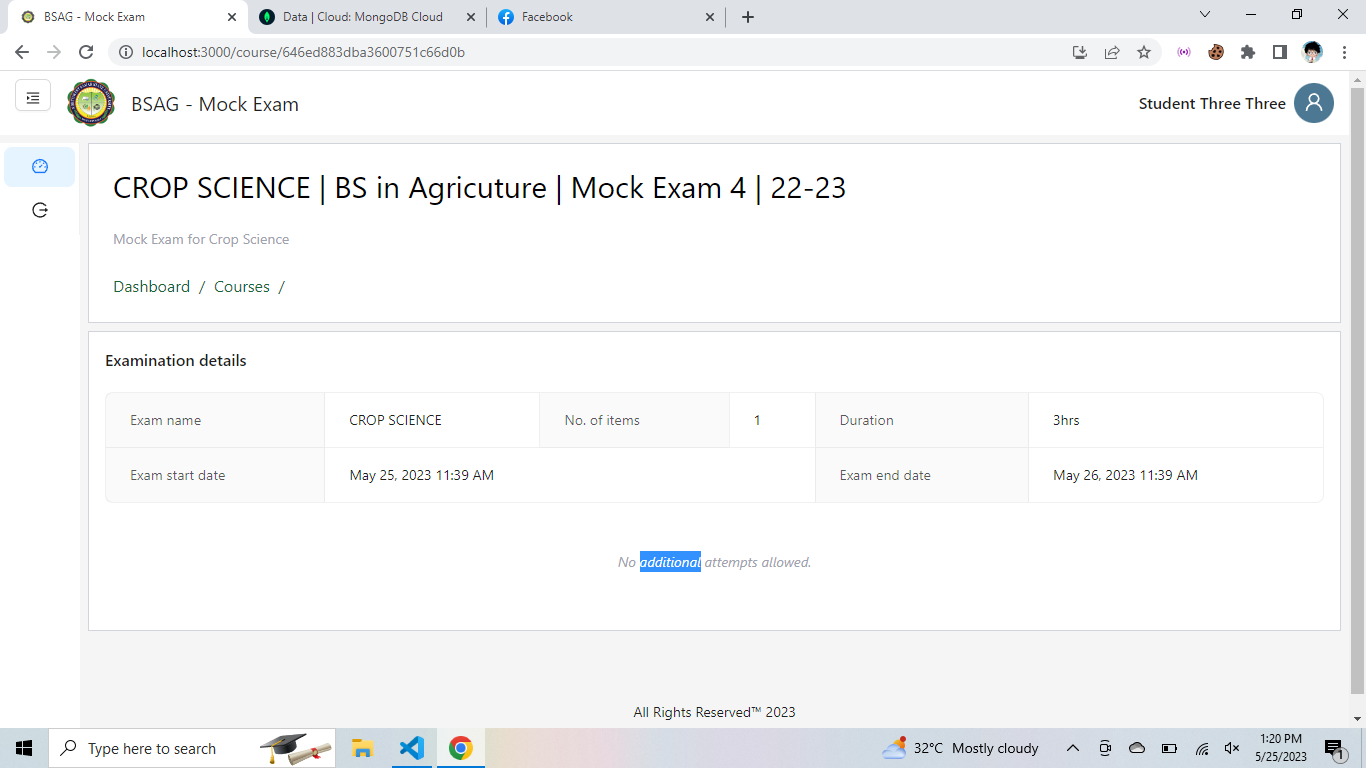 BSAG - Mock Exam
Data | Cloud: MongoDB Cloud
Facebook
localhost:3000/course/646ed883dba3600751c66d0b
BSAG - Mock Exam
Student Three Three
CROP SCIENCE | BS in Agricuture | Mock Exam 4 | 22-23
Mock Exam for Crop Science
Dashboard / Courses /
Examination details
Exam name CROP SCIENCE No. of items 1 Duration 3hrs
Exam start date May 25, 2023 11:39 AM Exam end date May 26, 2023 11:39 AM
No additional attempts allowed.
All Rights Reserved™ 2023
Type here to search
32°C Mostly cloudy
1:20 PM
5/25/2023
1